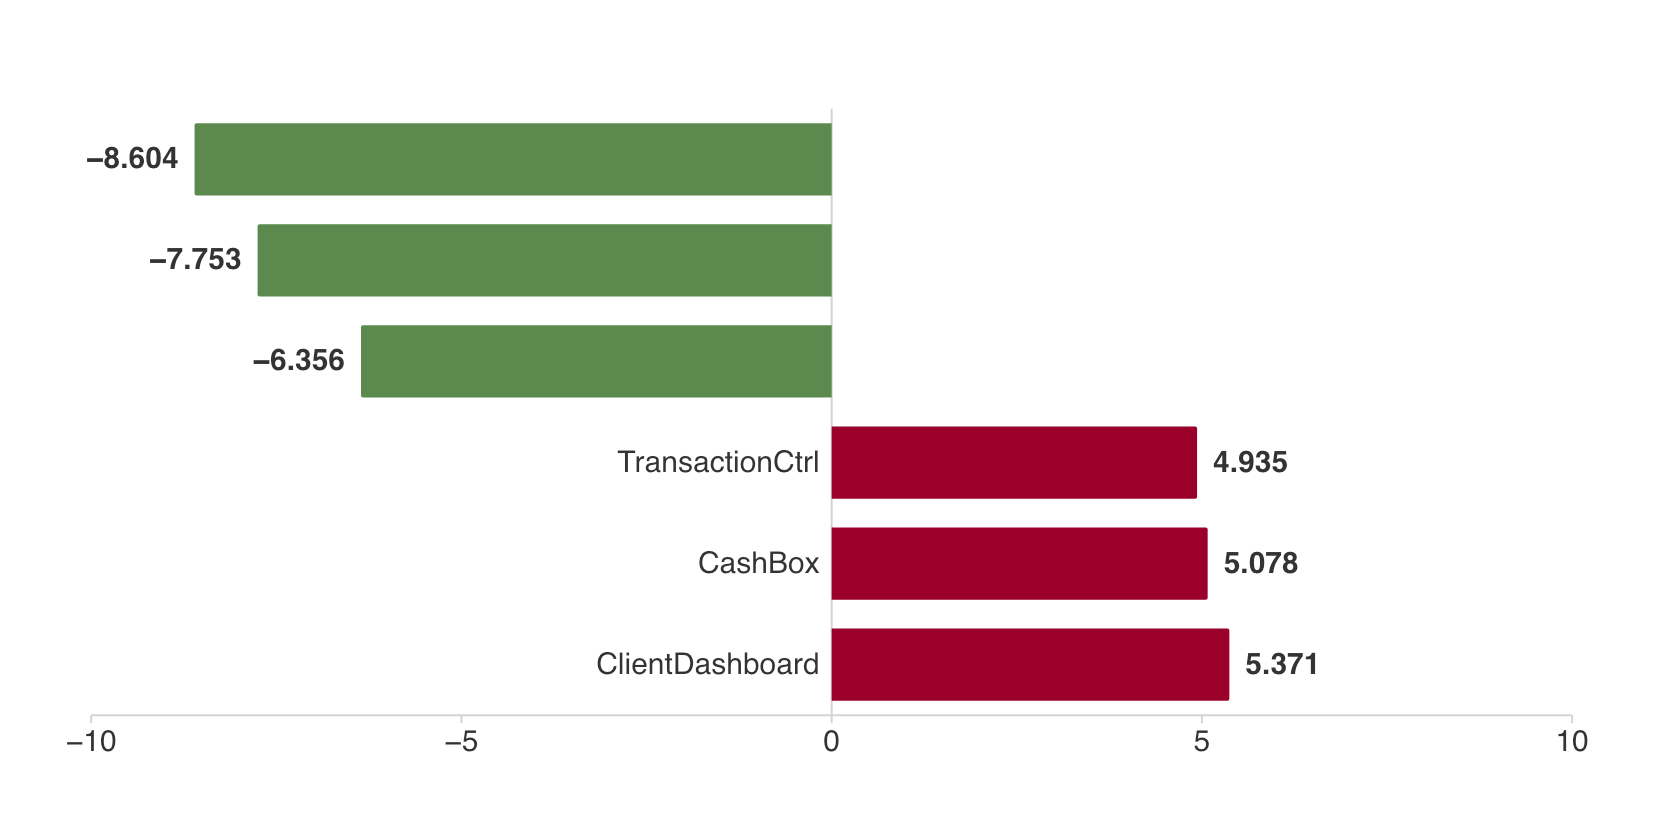 –8.604
–7.753
–6.356
TransactionCtrl 4.935
CashBox 5.078
ClientDashboard 5.371
–10 –5 0 5 10